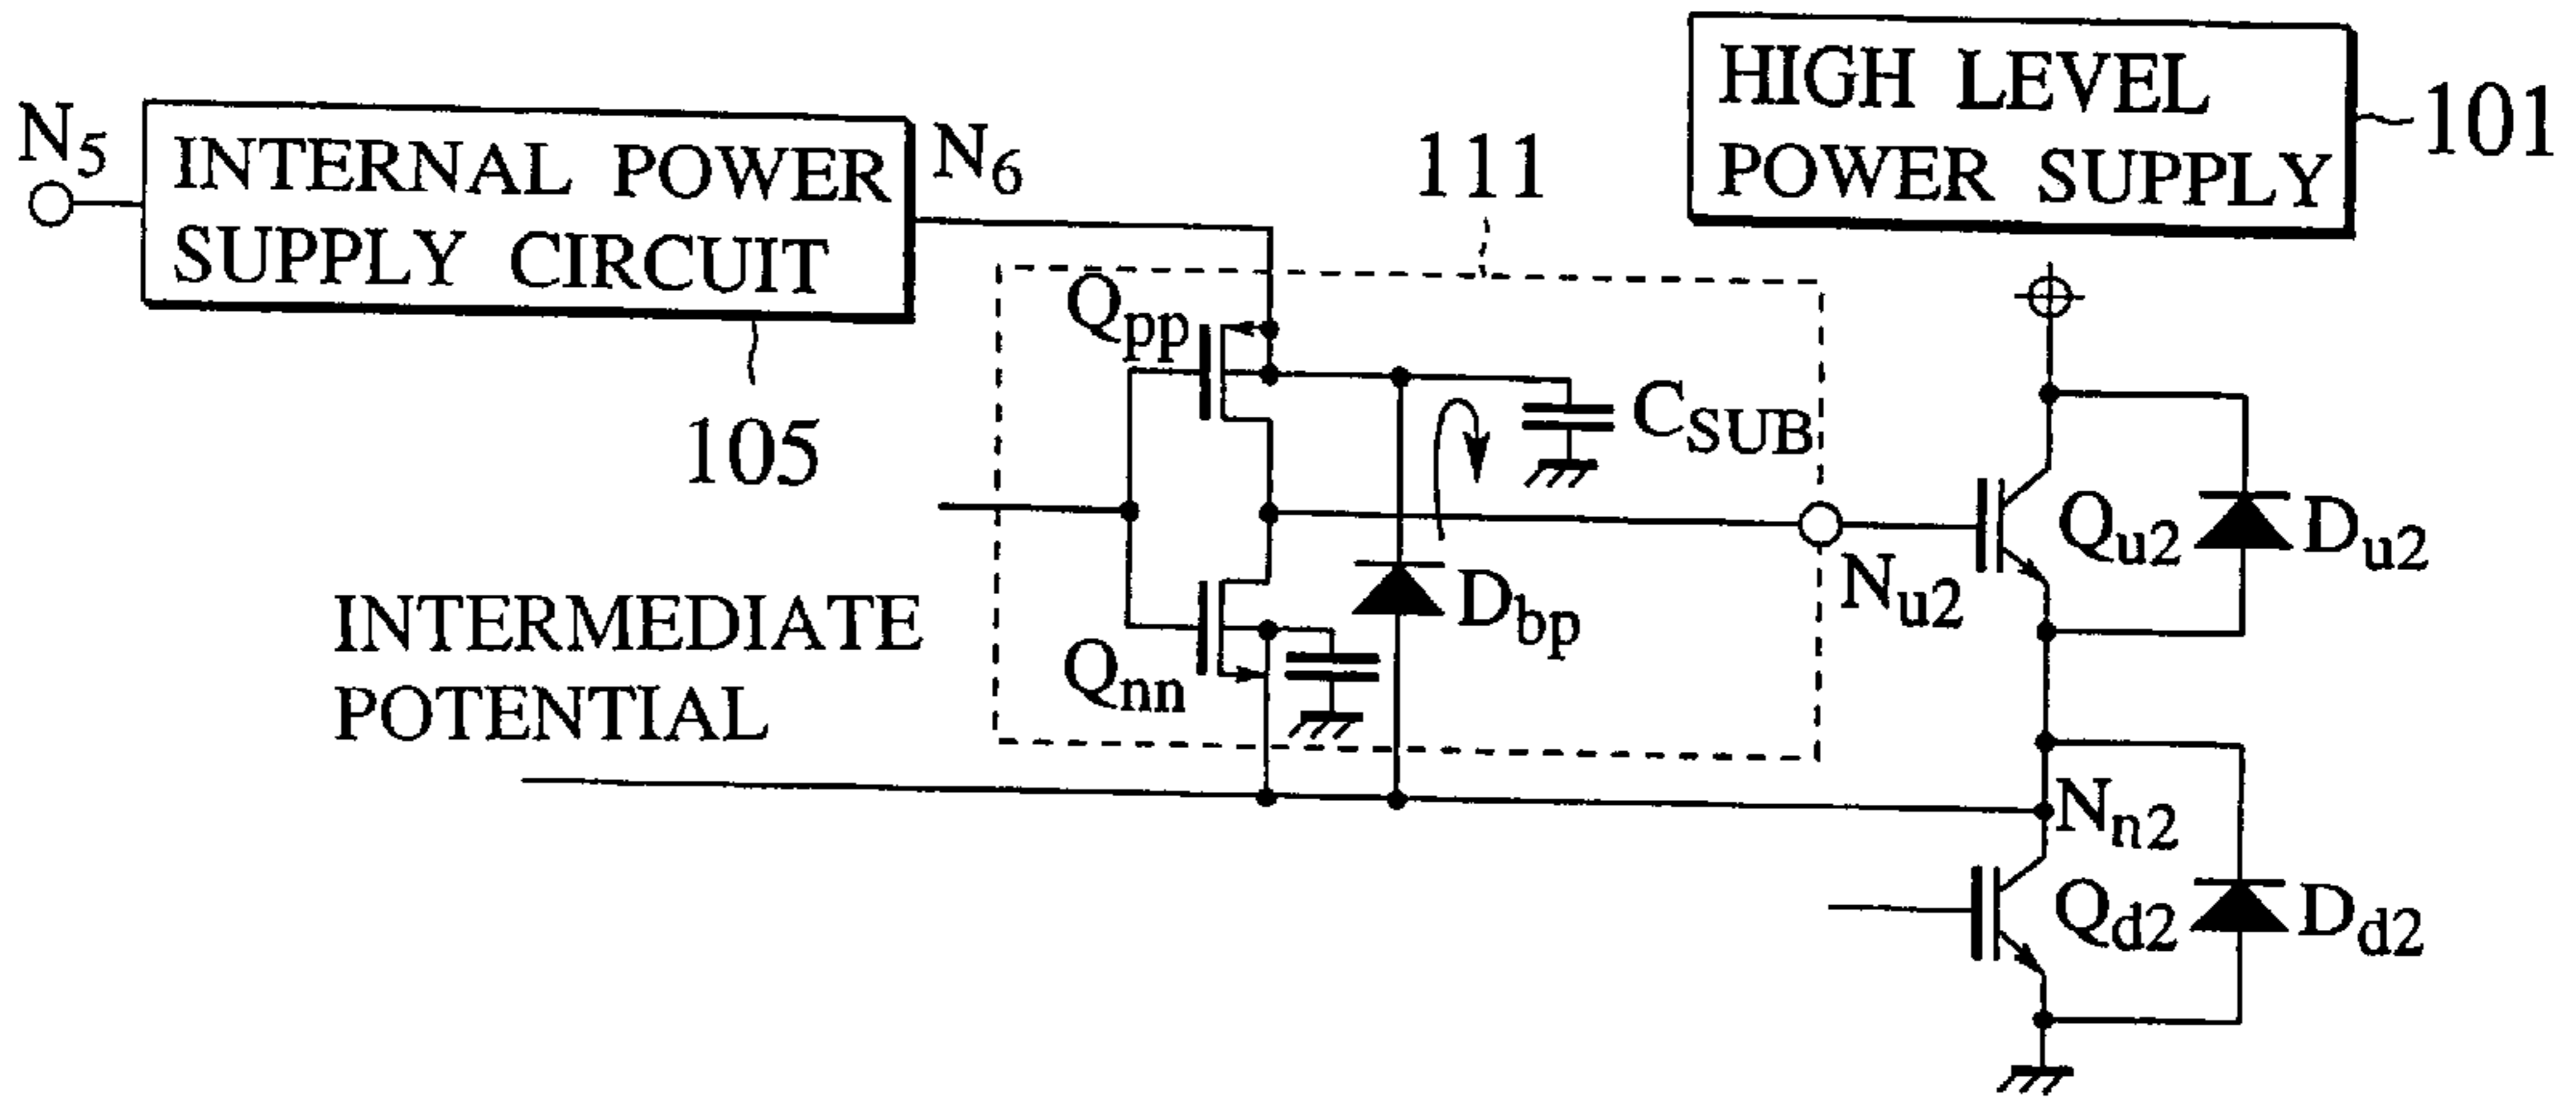 HIGH LEVEL
POWER SUPPLY
101
N5
INTERNAL POWER
SUPPLY CIRCUIT
N6
105
111
Qpp
CSUB
Qnn
Dbp
Nu2
Qu2
Du2
INTERMEDIATE
POTENTIAL
Nn2
Qd2
Dd2